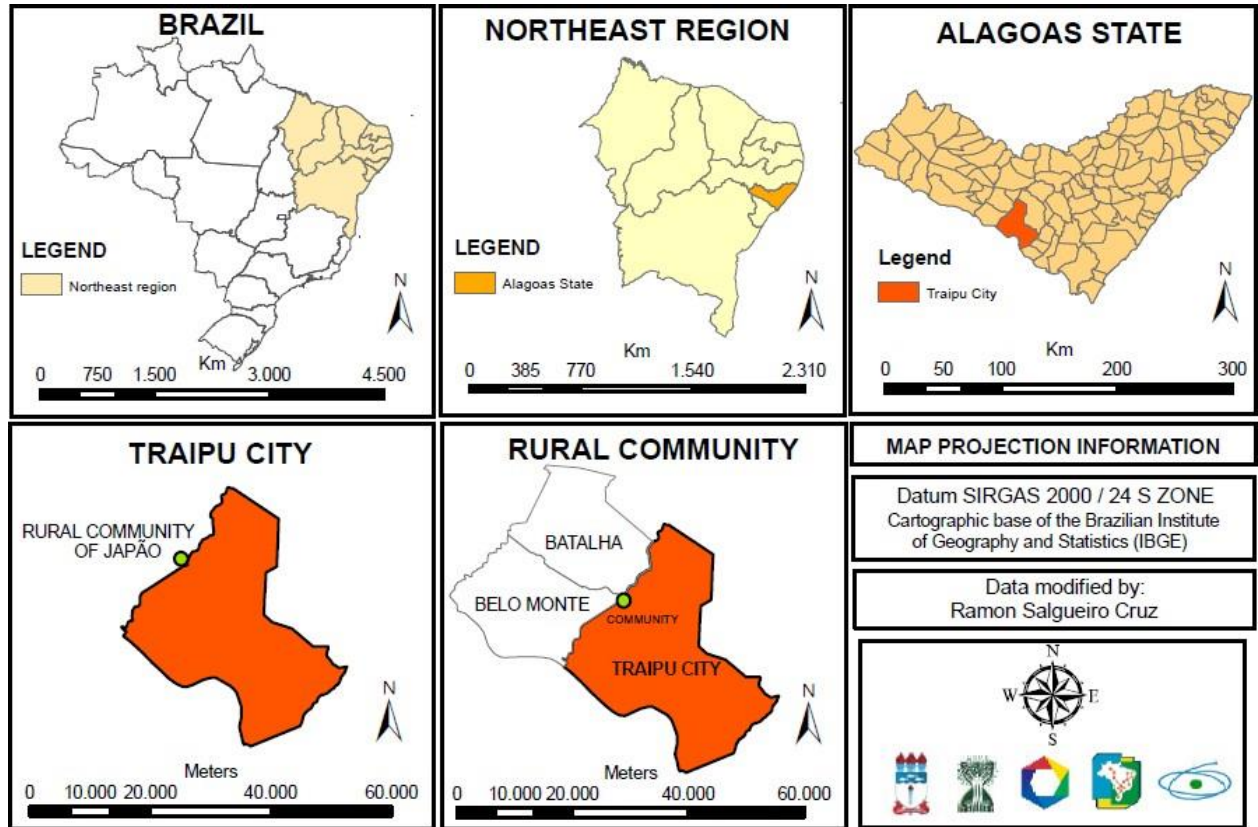 BRAZIL
LEGEND
Northeast region
N
Km
0 750 1.500 3.000 4.500
NORTHEAST REGION
LEGEND
Alagoas State
N
Km
0 385 770 1.540 2.310
ALAGOAS STATE
Legend
Traipu City
N
Km
0 50 100 200 300
TRAIPU CITY
RURAL COMMUNITY
OF JAPÃO
N
Meters
0 10.000 20.000 40.000 60.000
RURAL COMMUNITY
BATALHA
BELO MONTE
COMMUNITY
TRAIPU CITY
N
Meters
0 10.000 20.000 40.000 60.000
MAP PROJECTION INFORMATION
Datum SIRGAS 2000 / 24 S ZONE
Cartographic base of the Brazilian Institute
of Geography and Statistics (IBGE)
Data modified by:
Ramon Salgueiro Cruz
N
W E
S